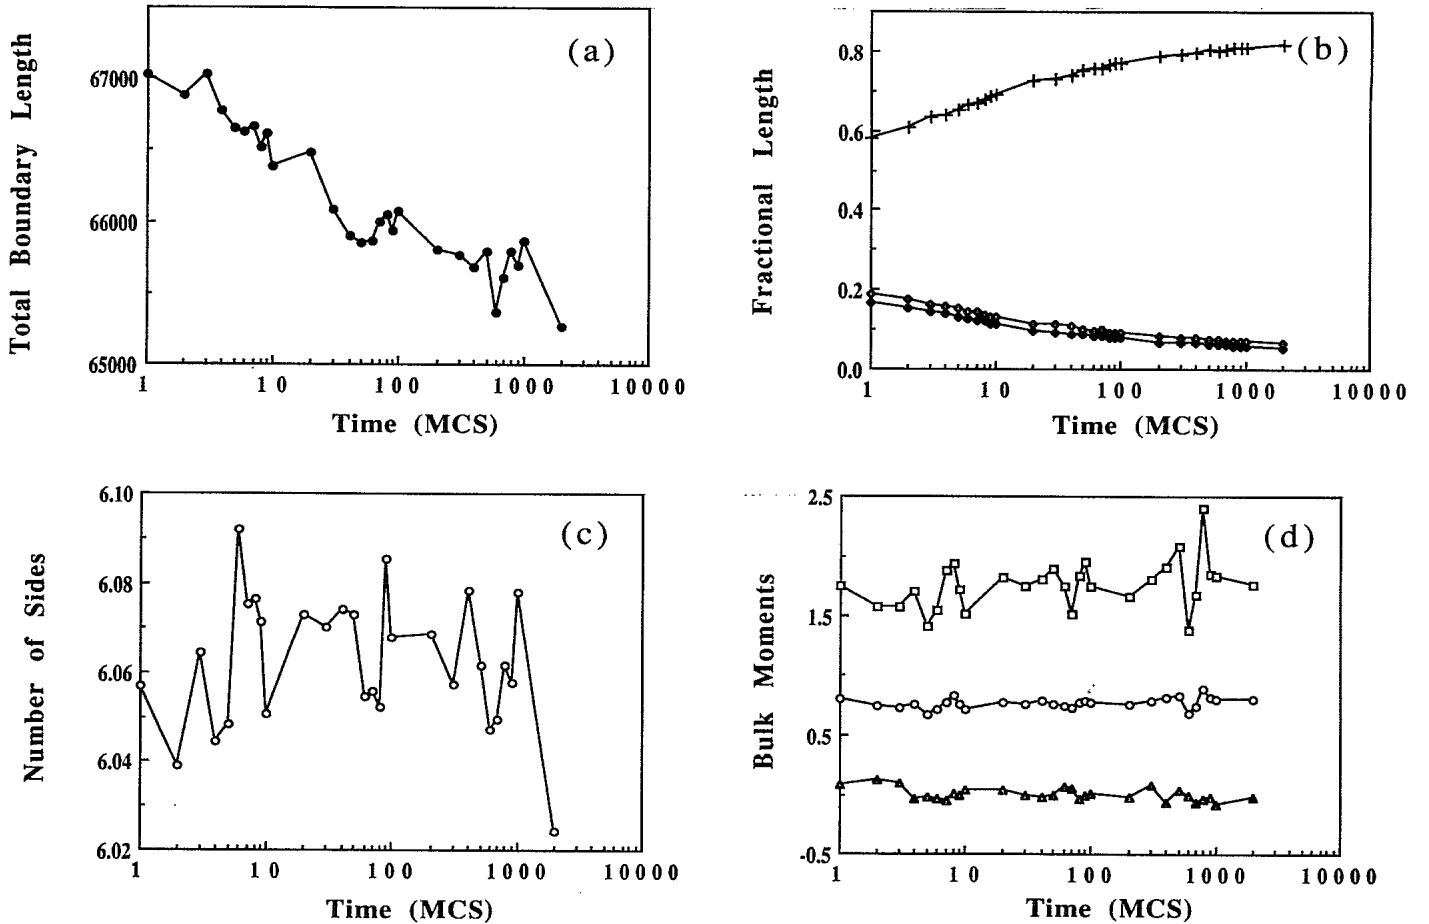 (a)
Total Boundary Length
67000
66000
65000
1 10 100 1000 10000
Time (MCS)
(b)
Fractional Length
0.8
0.6
0.4
0.2
0.0
1 10 100 1000 10000
Time (MCS)
(c)
Number of Sides
6.10
6.08
6.06
6.04
6.02
1 10 100 1000 10000
Time (MCS)
(d)
Bulk Moments
2.5
1.5
0.5
-0.5
1 10 100 1000 10000
Time (MCS)